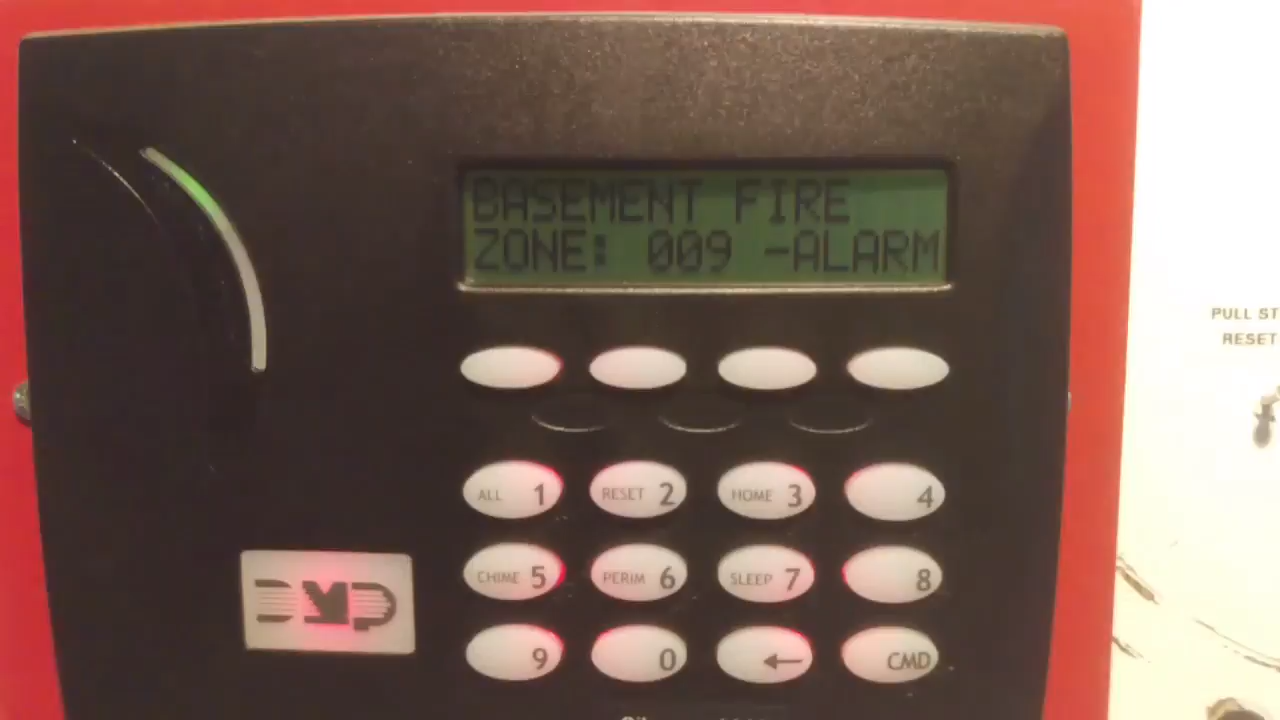 BASEMENT FIRE
ZONE: 009 -ALARM
PULL ST
RESET
ALL 1
RESET 2
HOME 3
4
CHIME 5
PERIM 6
SLEEP 7
8
DMP
9
0
←
CMD